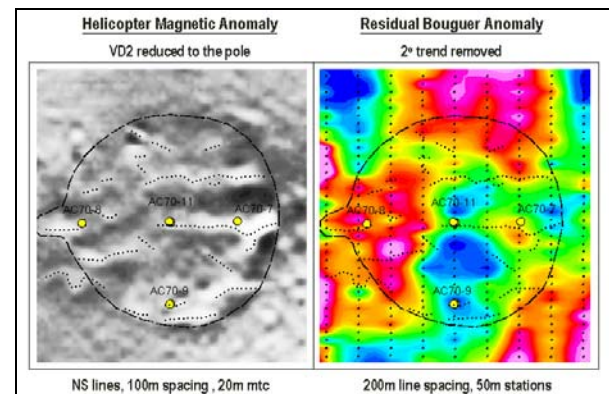 Helicopter Magnetic Anomaly
VD2 reduced to the pole
AC70-8
AC70-11
AC70-7
AC70-9
NS lines, 100m spacing , 20m mtc
Residual Bouguer Anomaly
2º trend removed
AC70-8
AC70-11
AC70-7
AC70-9
200m line spacing, 50m stations